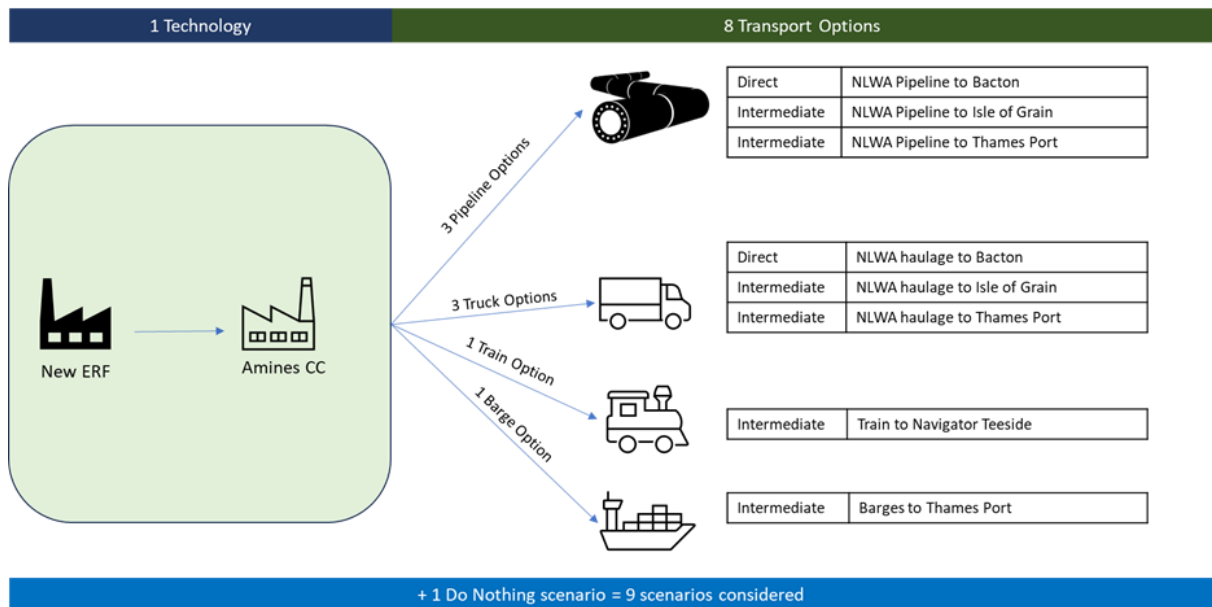 1 Technology
8 Transport Options
Direct NLWA Pipeline to Bacton
Intermediate NLWA Pipeline to Isle of Grain
Intermediate NLWA Pipeline to Thames Port
3 Pipeline Options
Direct NLWA haulage to Bacton
Intermediate NLWA haulage to Isle of Grain
Intermediate NLWA haulage to Thames Port
3 Truck Options
New ERF
Amines CC
1 Train Option
Intermediate Train to Navigator Teeside
1 Barge Option
Intermediate Barges to Thames Port
+ 1 Do Nothing scenario = 9 scenarios considered